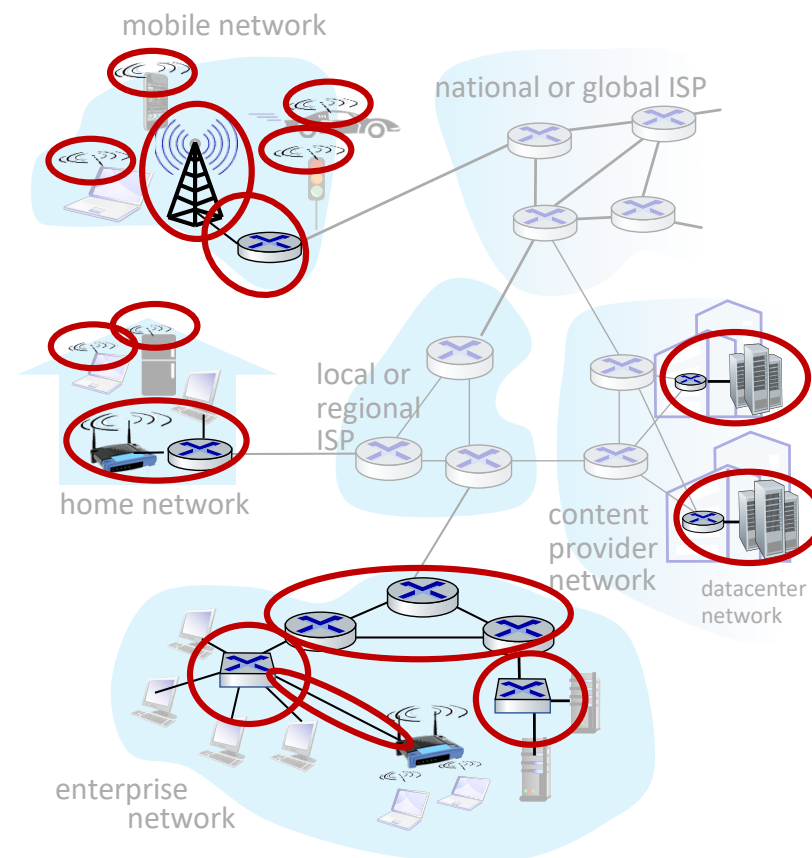 mobile network
national or global ISP
local or
regional
ISP
home network
content
provider
network
datacenter
network
enterprise
network